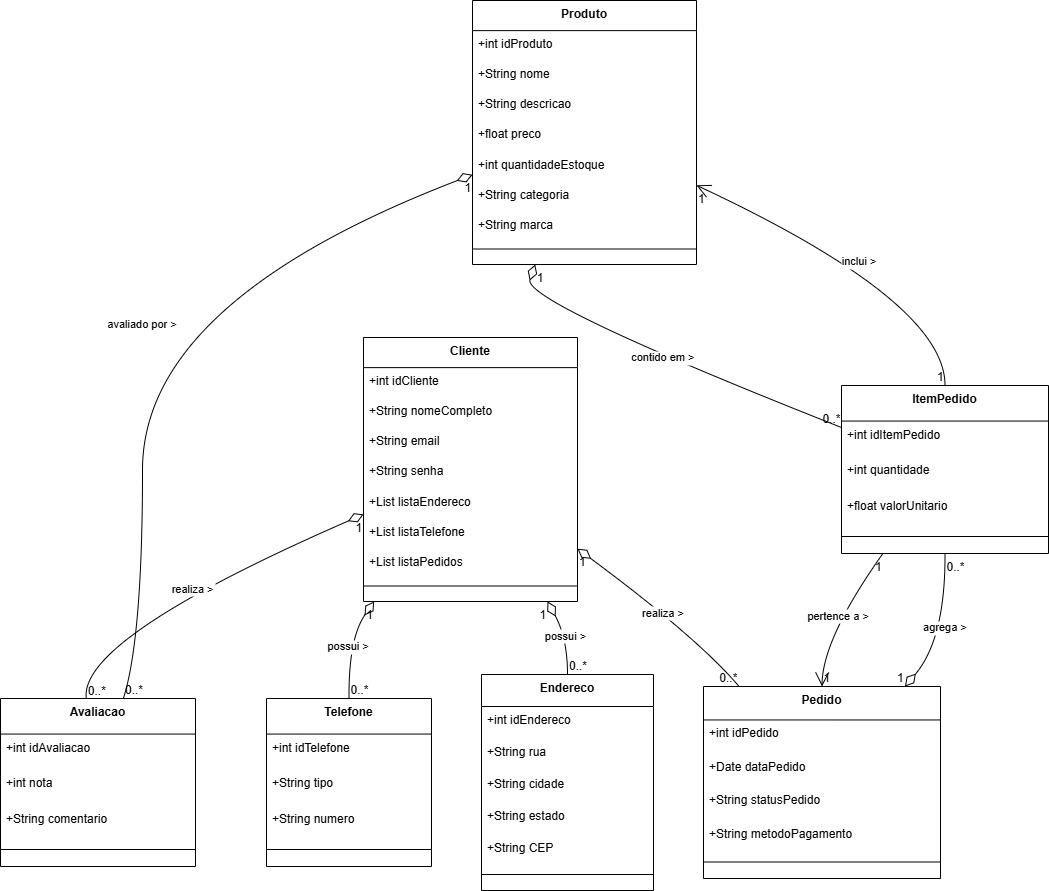 Produto
+int idProduto
+String nome
+String descricao
+float preco
+int quantidadeEstoque
+String categoria
+String marca
1
1
1
inclui >
avaliado por >
contido em >
Cliente
+int idCliente
+String nomeCompleto
+String email
+String senha
+List listaEndereco
+List listaTelefone
+List listaPedidos
1
0..*
ItemPedido
+int idItemPedido
+int quantidade
+float valorUnitario
1
1
1
0..*
realiza >
1
1
realiza >
pertence a >
agrega >
possui >
possui >
0..*
0..*
0..*
0..*
0..*
1
1
Avaliacao
+int idAvaliacao
+int nota
+String comentario
Telefone
+int idTelefone
+String tipo
+String numero
Endereco
+int idEndereco
+String rua
+String cidade
+String estado
+String CEP
Pedido
+int idPedido
+Date dataPedido
+String statusPedido
+String metodoPagamento